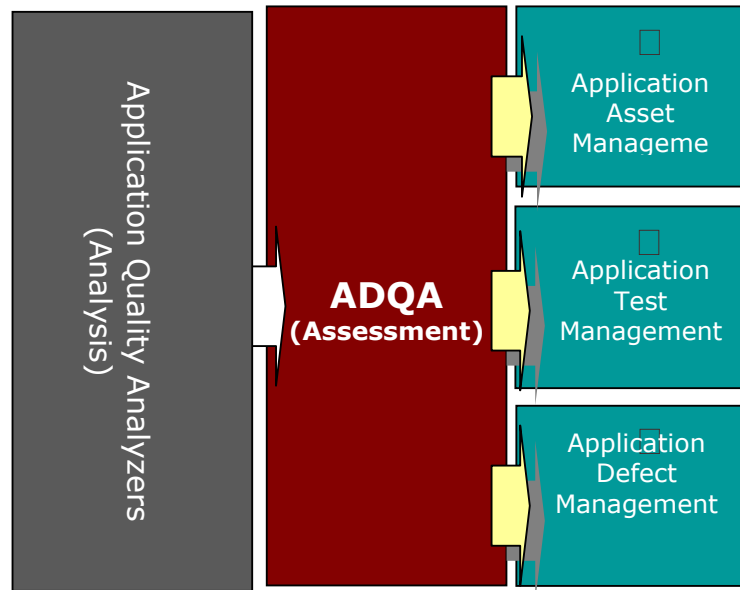 Application Quality Analyzers
(Analysis)
ADQA
(Assessment)
Application
Asset
Manageme
Application
Test
Management
Application
Defect
Management